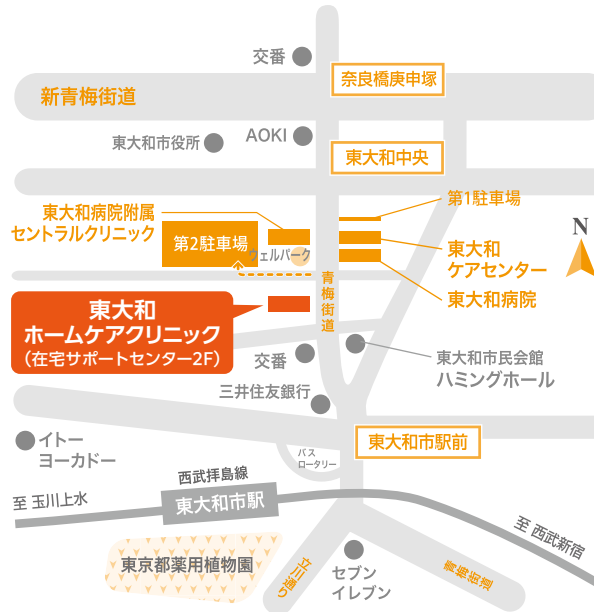 交番
奈良橋庚申塚
新青梅街道
東大和市役所
AOKI
東大和中央
東大和病院附属
セントラルクリニック
第2駐車場
ウェルパーク
第1駐車場
東大和
ケアセンター
東大和病院
N
青梅街道
東大和
ホームケアクリニック
(在宅サポートセンター2F)
交番
東大和市民会館
ハミングホール
三井住友銀行
イトー
ヨーカドー
東大和市駅前
バス
ロータリー
西武拝島線
至 玉川上水
東大和市駅
至 西武新宿
東京都薬用植物園
立川通り
セブン
イレブン
青梅街道